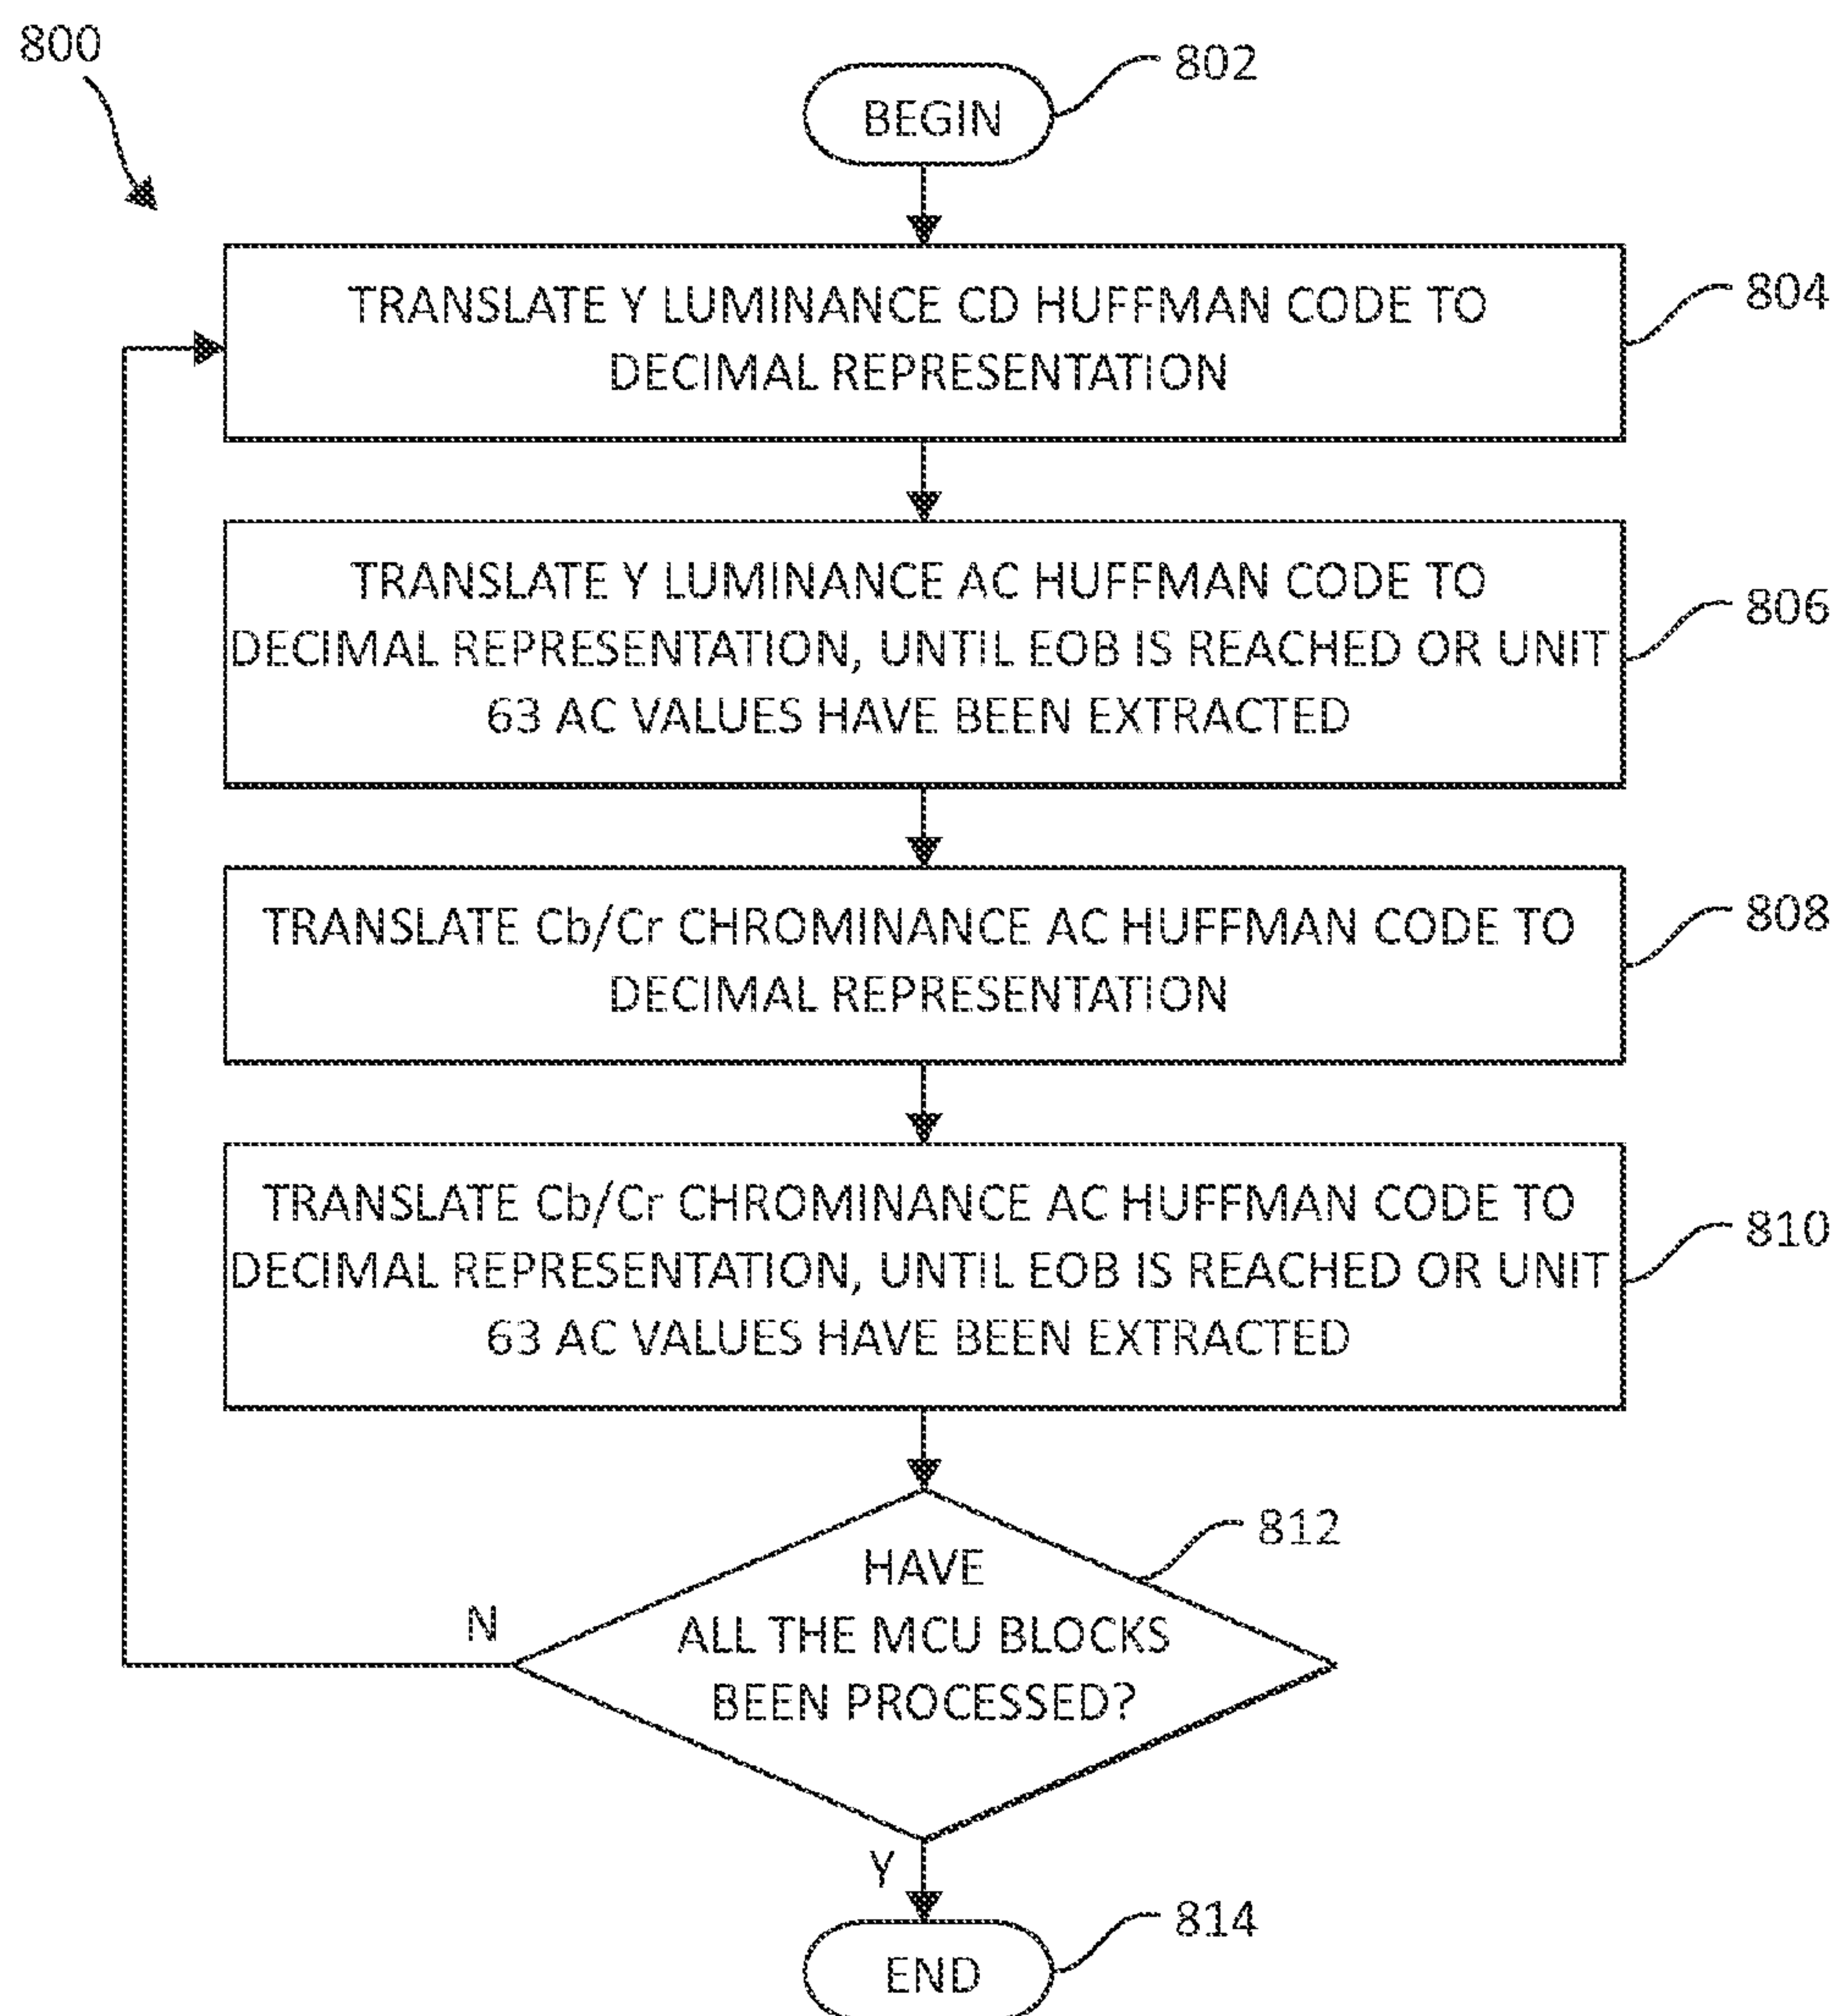 800
BEGIN
802
TRANSLATE Y LUMINANCE CD HUFFMAN CODE TO
DECIMAL REPRESENTATION
804
TRANSLATE Y LUMINANCE AC HUFFMAN CODE TO
DECIMAL REPRESENTATION, UNTIL EOB IS REACHED OR UNIT
63 AC VALUES HAVE BEEN EXTRACTED
806
TRANSLATE Cb/Cr CHROMINANCE AC HUFFMAN CODE TO
DECIMAL REPRESENTATION
808
TRANSLATE Cb/Cr CHROMINANCE AC HUFFMAN CODE TO
DECIMAL REPRESENTATION, UNTIL EOB IS REACHED OR UNIT
63 AC VALUES HAVE BEEN EXTRACTED
810
HAVE
ALL THE MCU BLOCKS
BEEN PROCESSED?
812
N
Y
END
814